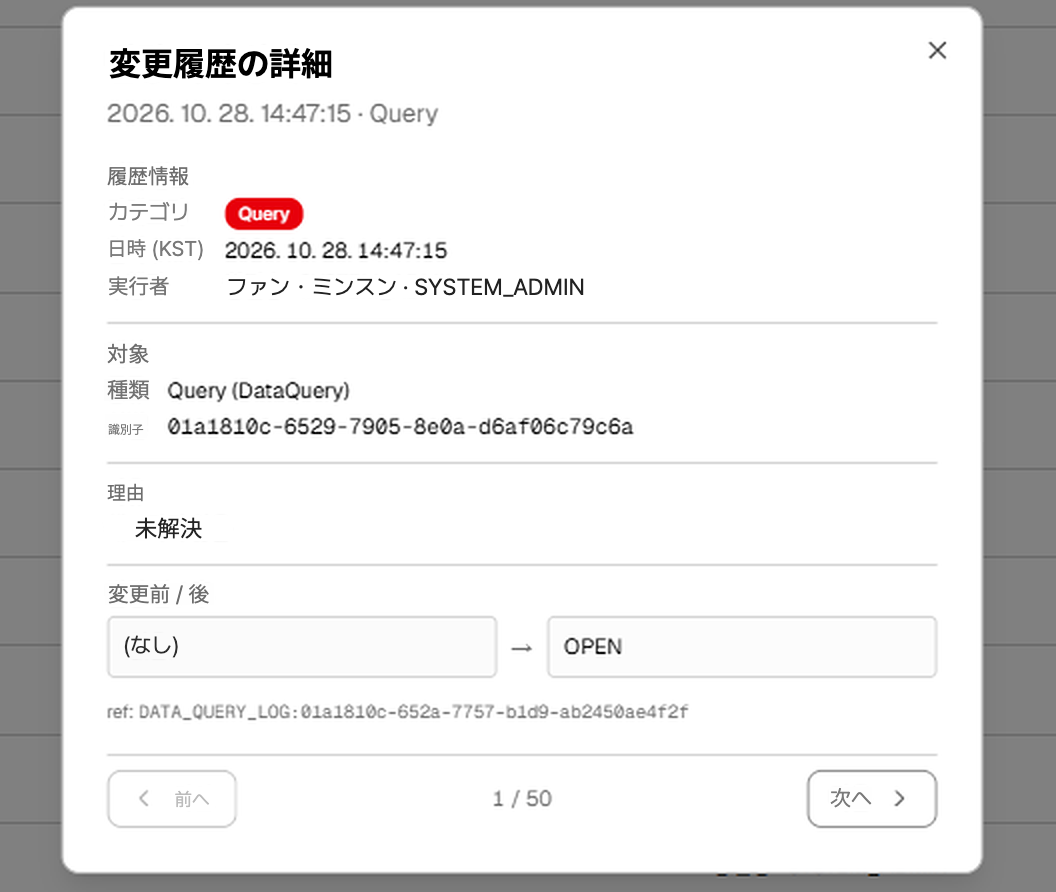 変更履歴の詳細
2026. 10. 28. 14:47:15 · Query
履歴情報
カテゴリ Query
日時 (KST) 2026. 10. 28. 14:47:15
実行者 ファン・ミンスン · SYSTEM_ADMIN
対象
種類 Query (DataQuery)
識別子 01a1810c-6529-7905-8e0a-d6af06c79c6a
理由
未解決
変更前 / 後
(なし) → OPEN
ref: DATA_QUERY_LOG:01a1810c-652a-7757-b1d9-ab2450ae4f2f
前へ 1 / 50 次へ